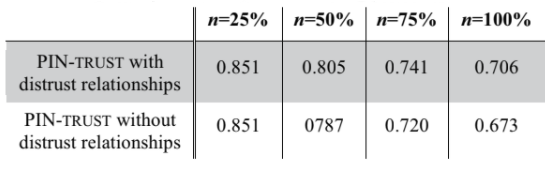 n=25% n=50% n=75% n=100%
PIN-TRUST with
distrust relationships
0.851 0.805 0.741 0.706
PIN-TRUST without
distrust relationships
0.851 0787 0.720 0.673